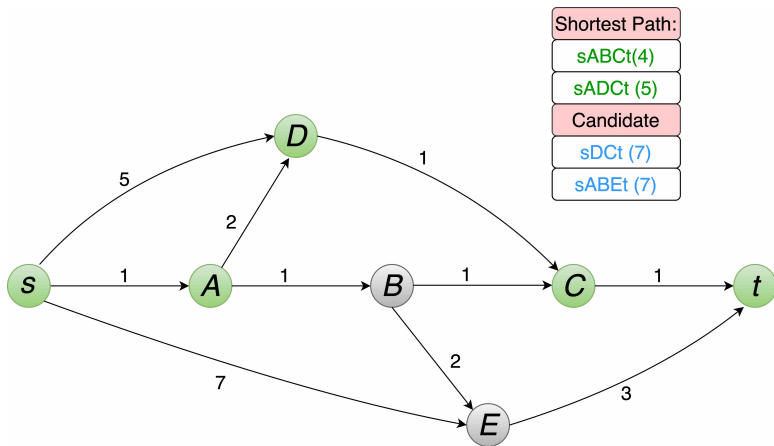 Shortest Path:
sABCt(4)
sADCt (5)
Candidate
sDCt (7)
sABEt (7)
D
5
1
2
s
1
A
1
B
1
C
1
t
2
7
3
E